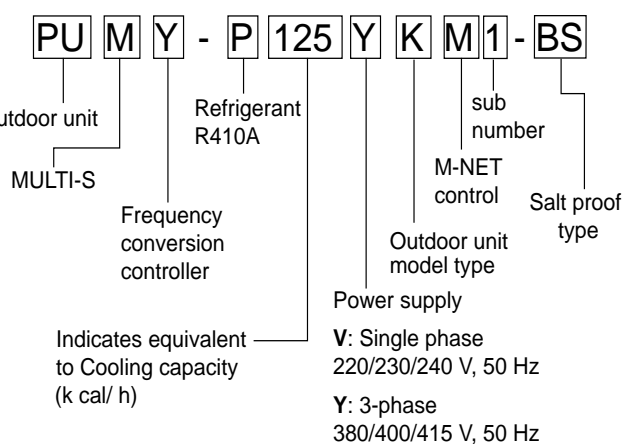 PU M Y - P 125 Y K M 1 - BS
utdoor unit
MULTI-S
Frequency
conversion
controller
Refrigerant
R410A
Indicates equivalent
to Cooling capacity
(k cal/ h)
Power supply
V: Single phase
220/230/240 V, 50 Hz
Y: 3-phase
380/400/415 V, 50 Hz
Outdoor unit
model type
M-NET
control
sub
number
Salt proof
type